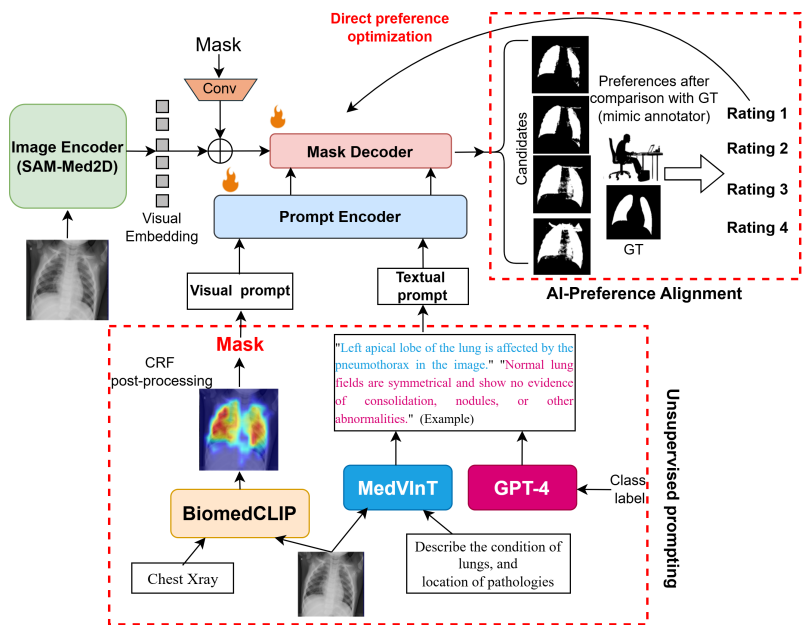 Direct preference
optimization
Mask
Conv
Image Encoder
(SAM-Med2D)
Mask Decoder
Visual
Embedding
Prompt Encoder
Candidates
Preferences after
comparison with GT
(mimic annotator)
Rating 1
Rating 2
Rating 3
Rating 4
GT
AI-Preference Alignment
Visual prompt
Textual
prompt
Mask
CRF
post-processing
"Left apical lobe of the lung is affected by the
pneumothorax in the image." "Normal lung
fields are symmetrical and show no evidence
of consolidation, nodules, or other
abnormalities." (Example)
Unsupervised prompting
BiomedCLIP
MedVInT
GPT-4
Class
label
Chest Xray
Describe the condition of
lungs, and
location of pathologies